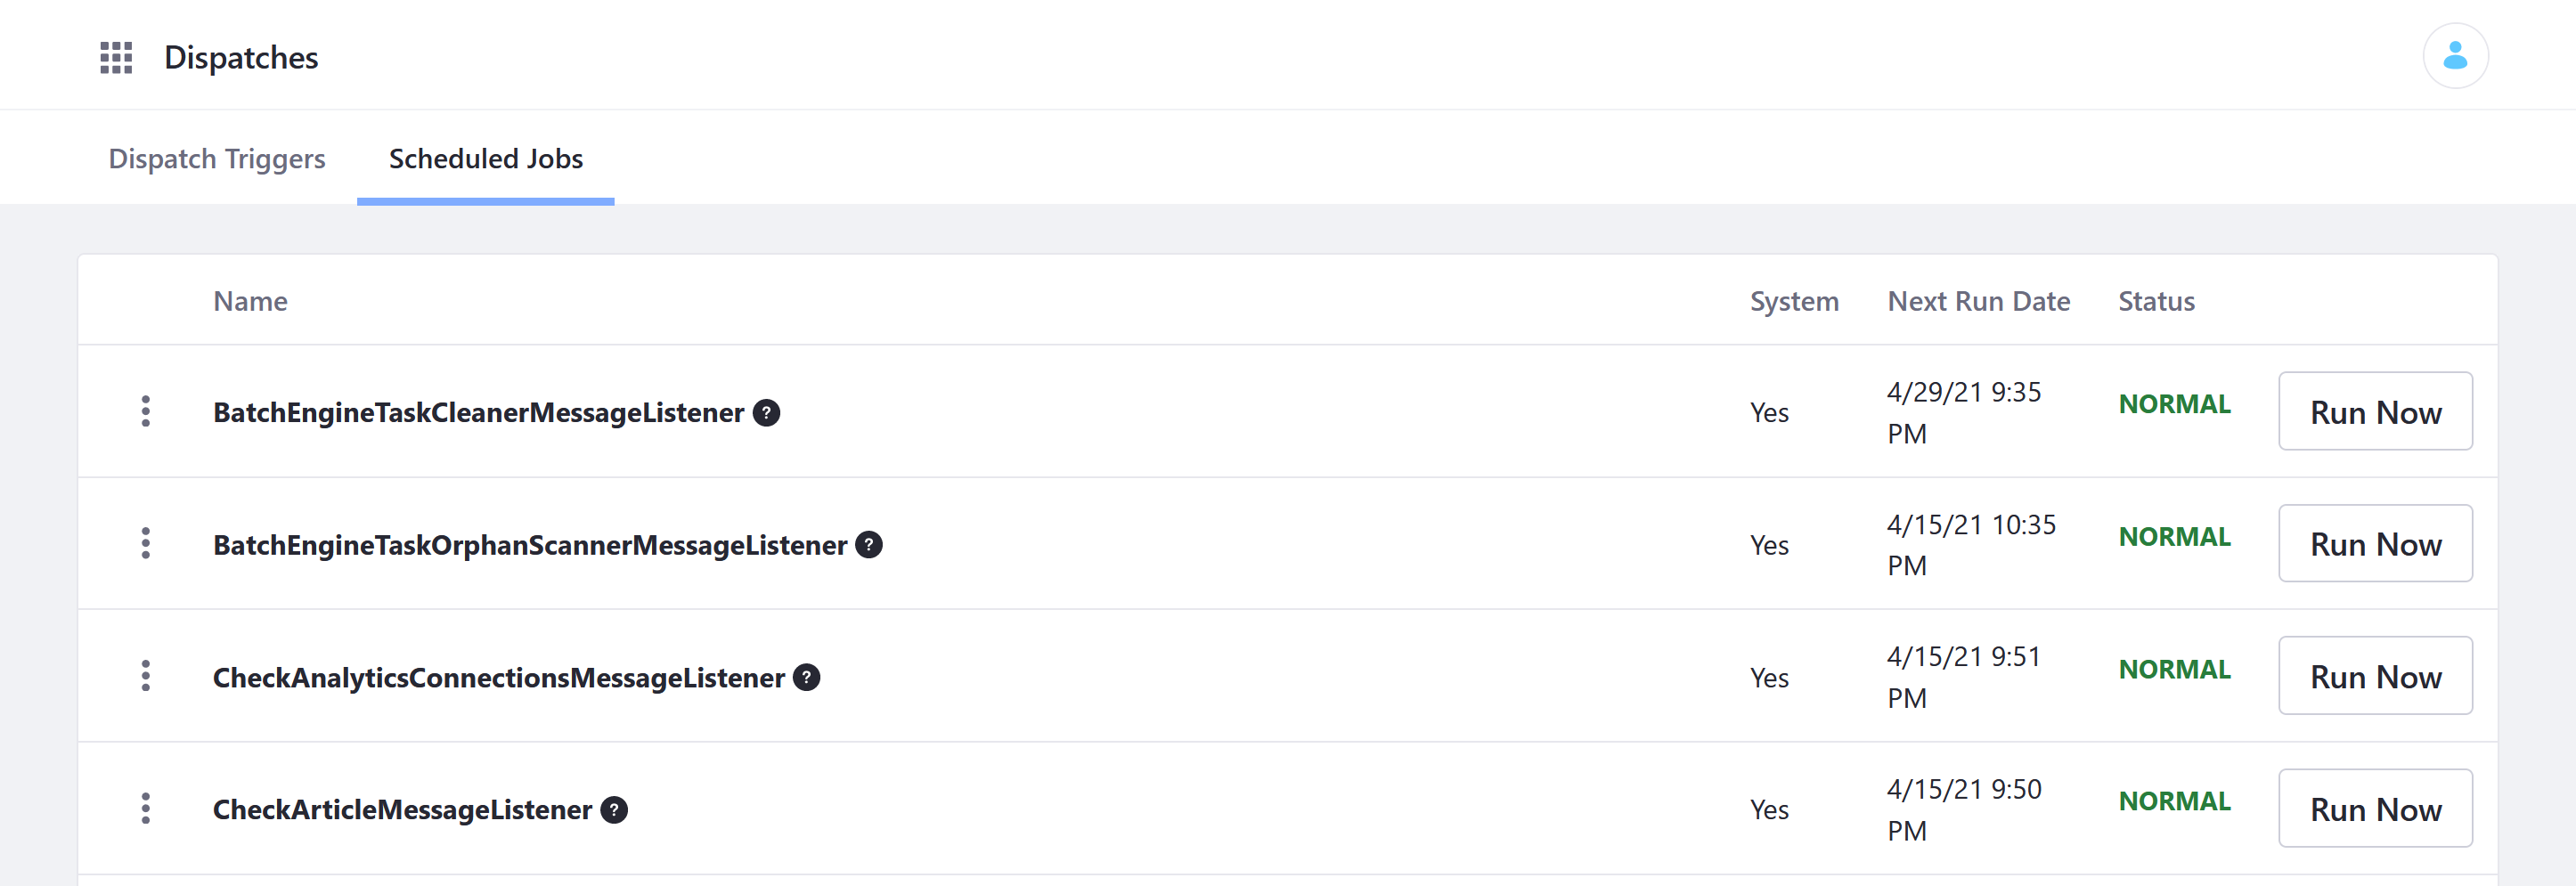 Dispatches
Dispatch Triggers Scheduled Jobs
Name System Next Run Date Status
BatchEngineTaskCleanerMessageListener ? Yes 4/29/21 9:35 PM NORMAL Run Now
BatchEngineTaskOrphanScannerMessageListener ? Yes 4/15/21 10:35 PM NORMAL Run Now
CheckAnalyticsConnectionsMessageListener ? Yes 4/15/21 9:51 PM NORMAL Run Now
CheckArticleMessageListener ? Yes 4/15/21 9:50 PM NORMAL Run Now